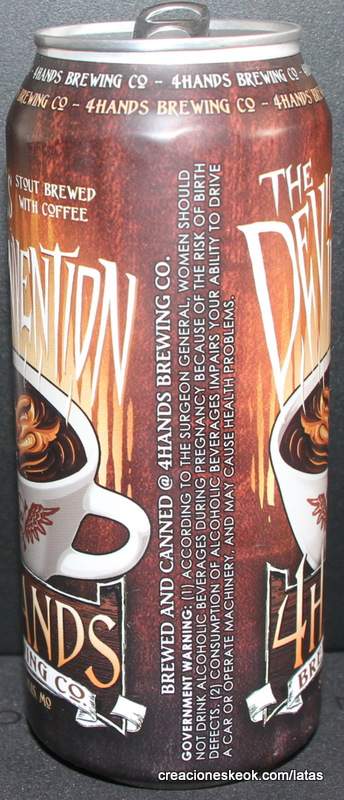 4HANDS BREWING CO - 4HANDS BREWING CO -
BREWING CO - 4HANDS BREWING CO - 4HANDS
STOUT BREWED
WITH COFFEE
THE
BREWED AND CANNED @ 4HANDS BREWING CO.
GOVERNMENT WARNING: (1) ACCORDING TO THE SURGEON GENERAL, WOMEN SHOULD
NOT DRINK ALCOHOLIC BEVERAGES DURING PREGNANCY BECAUSE OF THE RISK OF BIRTH
DEFECTS. (2) CONSUMPTION OF ALCOHOLIC BEVERAGES IMPAIRS YOUR ABILITY TO DRIVE
A CAR OR OPERATE MACHINERY, AND MAY CAUSE HEALTH PROBLEMS.
CO
MO
creacioneskeok.com/latas